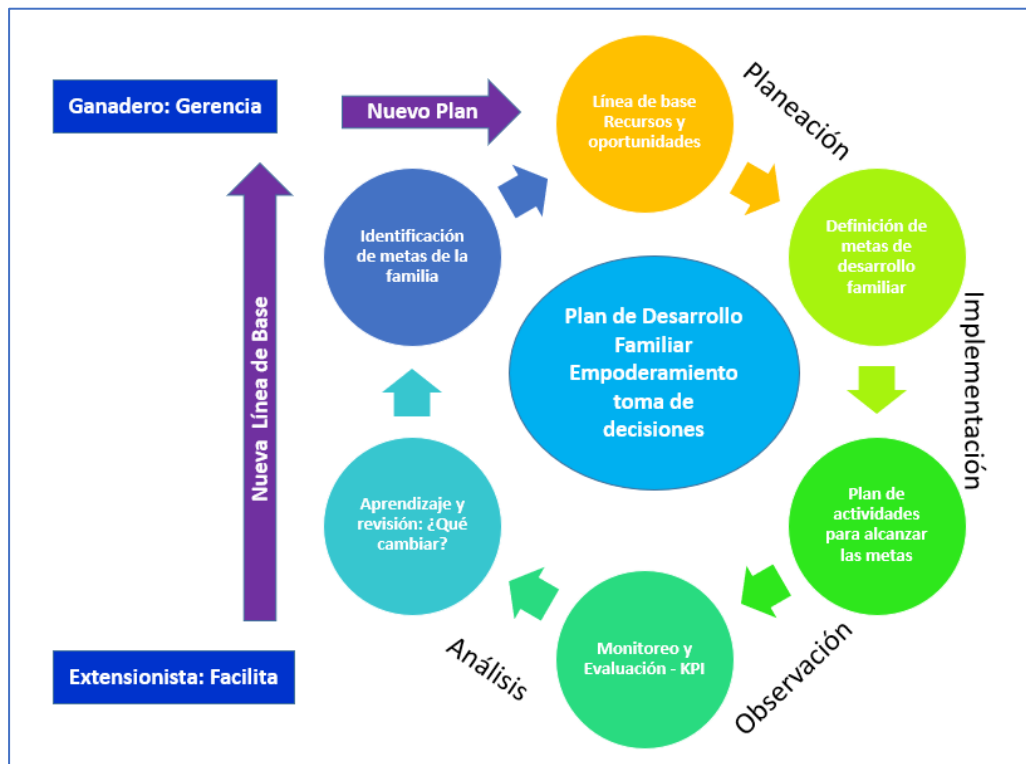 Ganadero: Gerencia
Nuevo Plan
Nueva Línea de Base
Extensionista: Facilita
Línea de base
Recursos y
oportunidades
Planeación
Definición de
metas de
desarrollo
familiar
Implementación
Plan de
actividades
para alcanzar
las metas
Observación
Monitoreo y
Evaluación - KPI
Análisis
Aprendizaje y
revisión: ¿Qué
cambiar?
Identificación
de metas de la
familia
Plan de Desarrollo
Familiar
Empoderamiento
toma de
decisiones